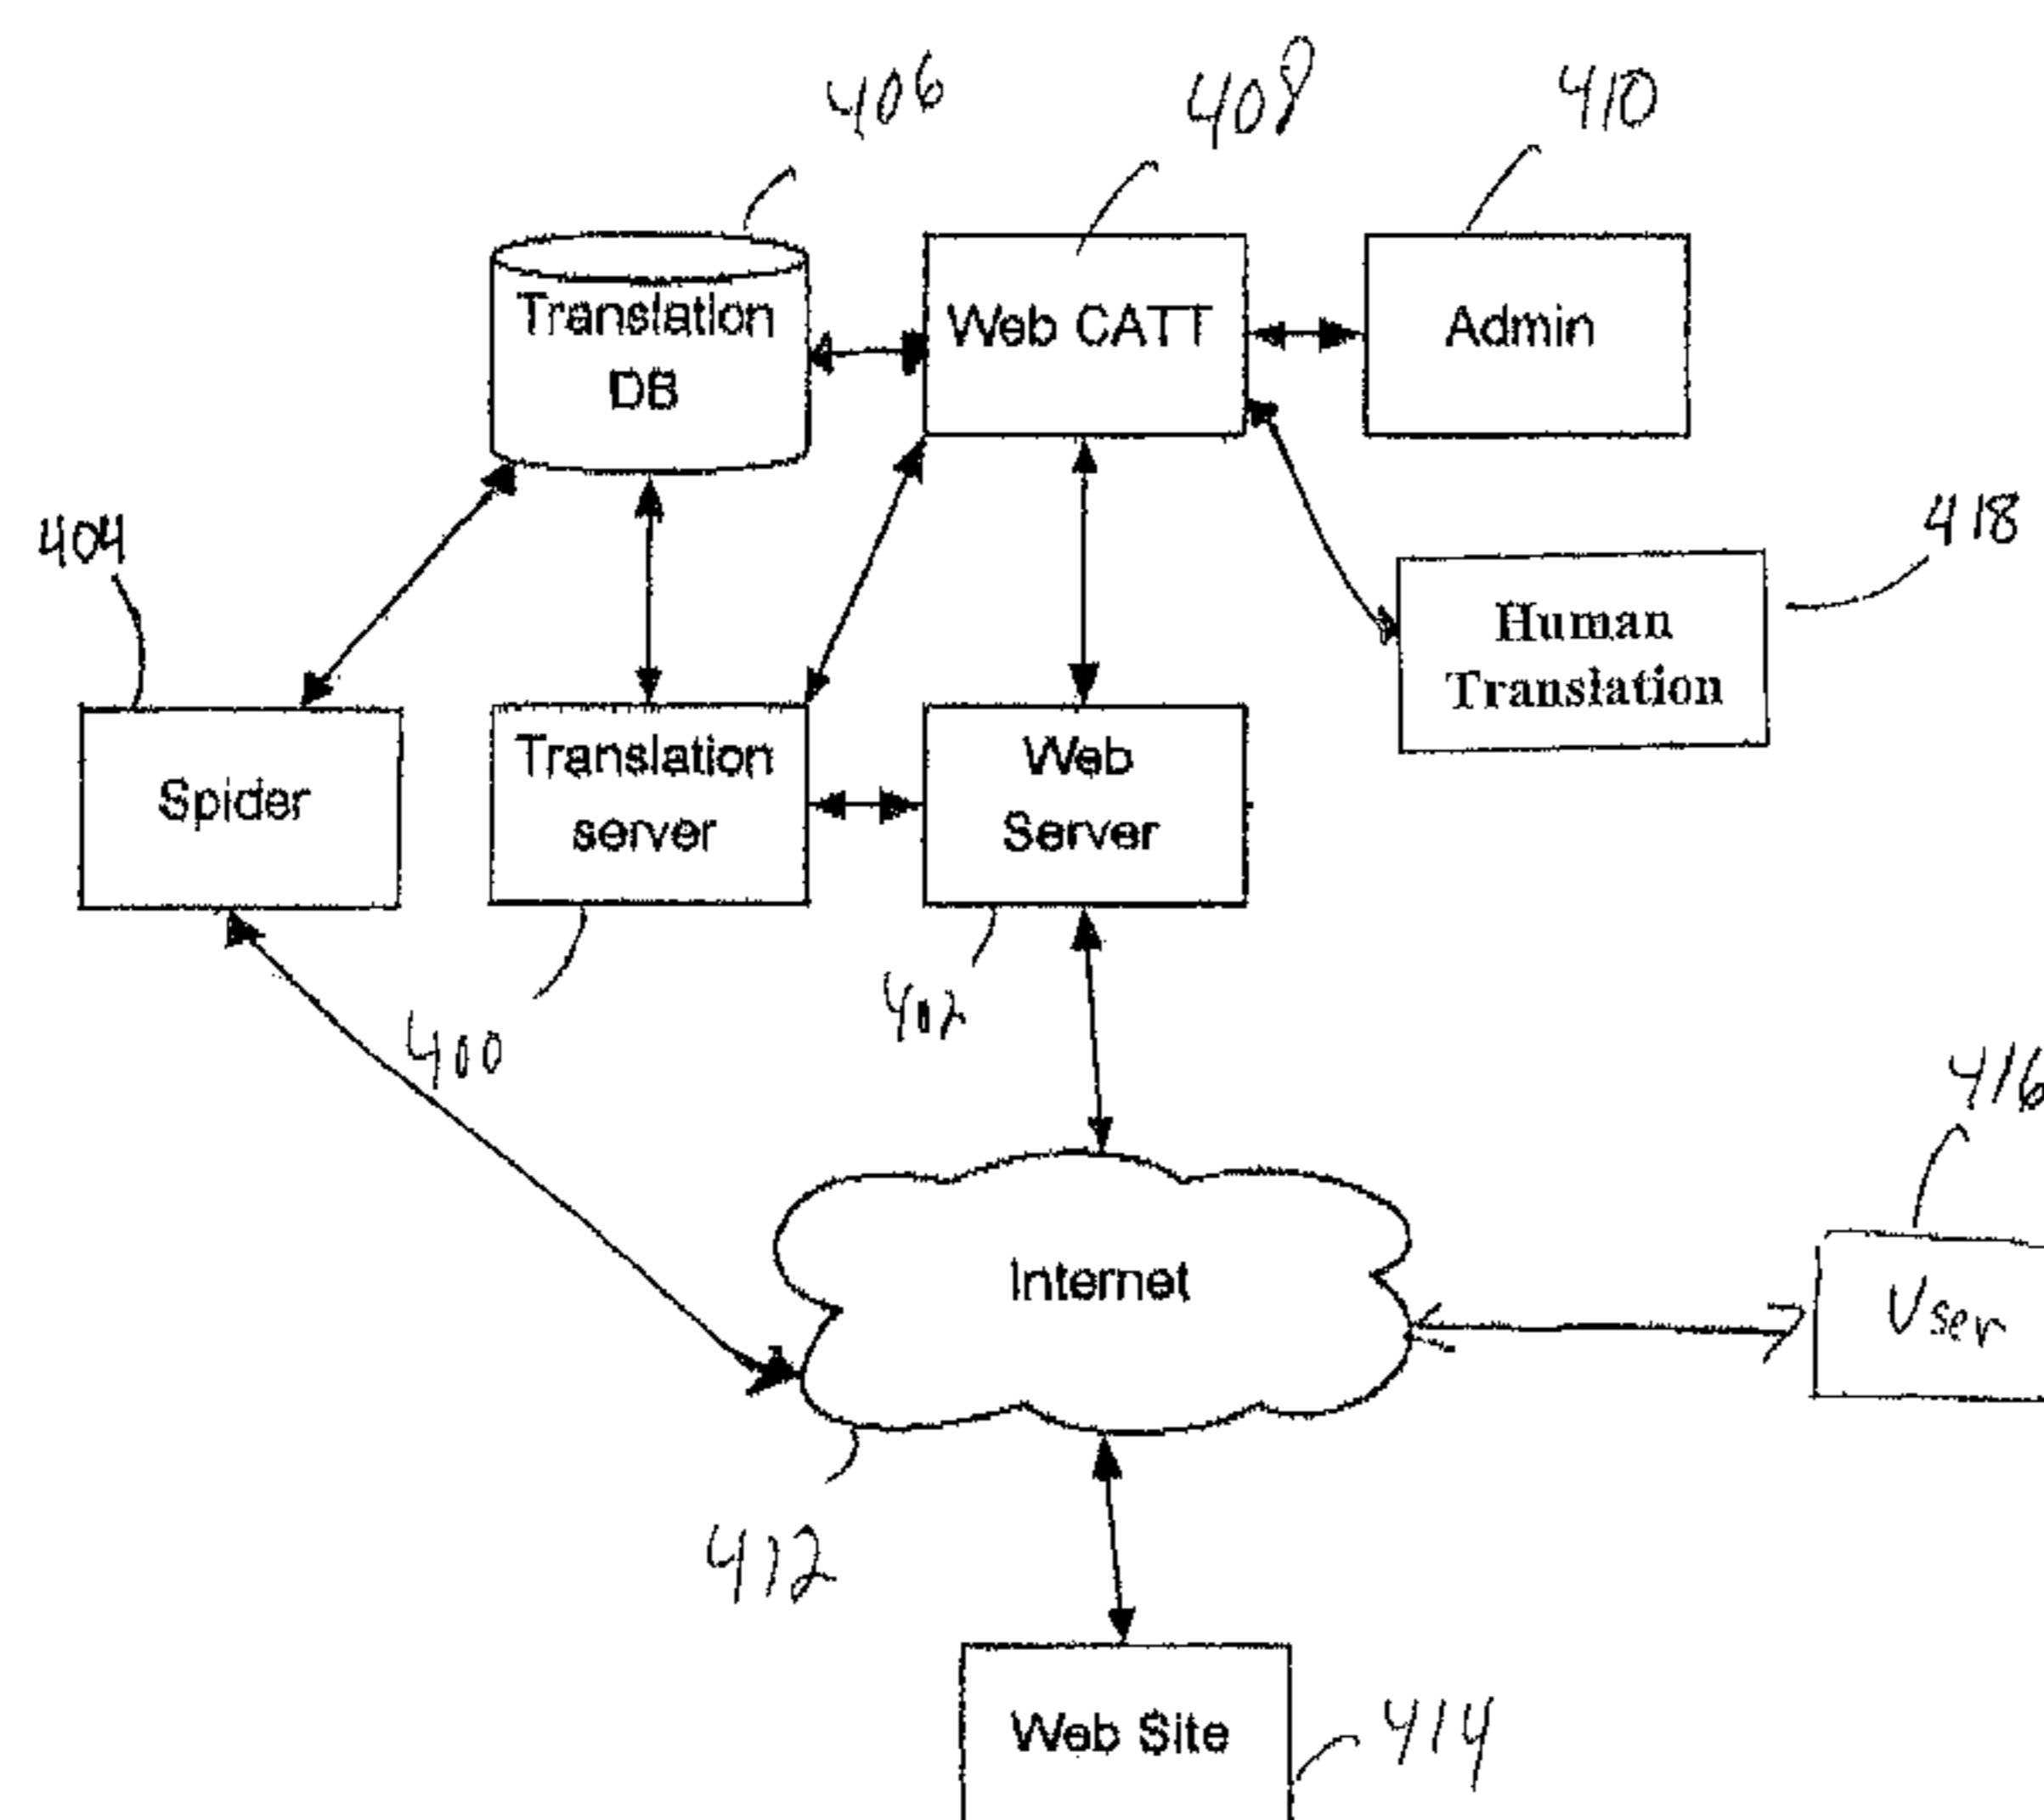 406
408
410
Translation
DB
Web CATT
Admin
404
418
Human
Translation
Spider
Translation
server
Web
Server
400
402
416
Internet
User
412
Web Site
414